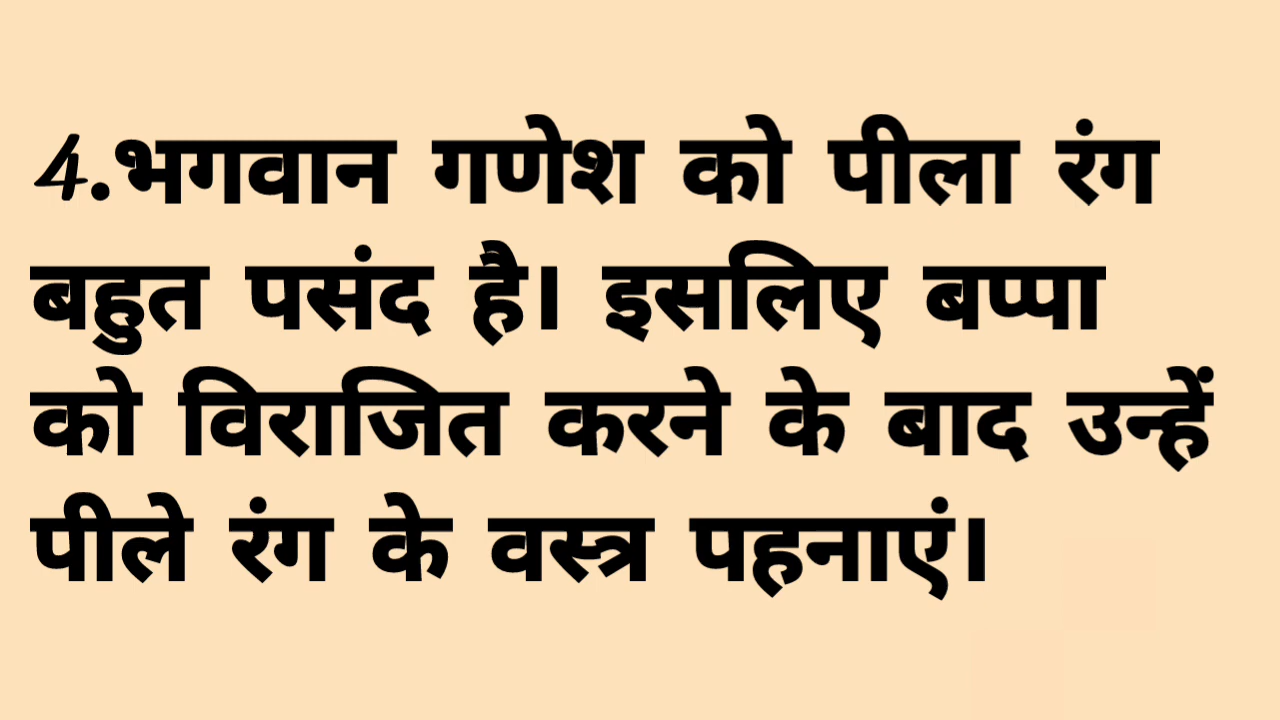 4.भगवान गणेश को पीला रंग
बहुत पसंद है। इसलिए बप्पा
को विराजित करने के बाद उन्हें
पीले रंग के वस्त्र पहनाएं।